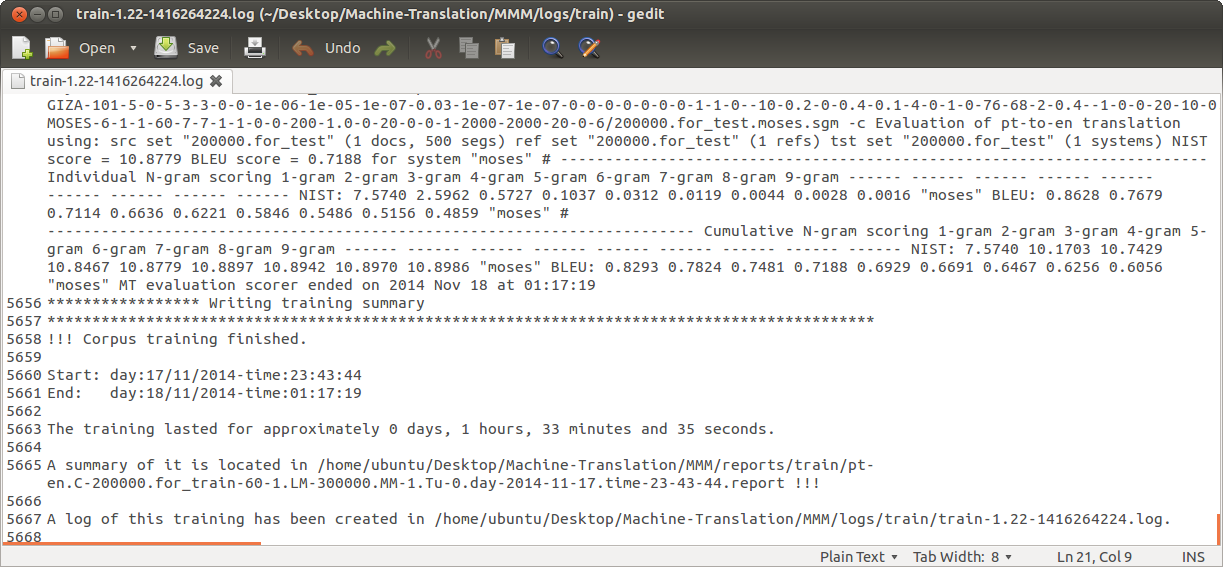 train-1.22-1416264224.log (~/Desktop/Machine-Translation/MMM/logs/train) - gedit
Open Save Undo
train-1.22-1416264224.log
GIZA-101-5-0-5-3-3-0-0-1e-06-1e-05-1e-07-0.03-1e-07-1e-07-0-0-0-0-0-0-0-1-1-0--10-0.2-0-0.4-0.1-4-0-1-0-76-68-2-0.4--1-0-0-20-10-0
MOSES-6-1-1-60-7-7-1-1-0-0-200-1.0-0-20-0-0-1-2000-2000-20-0-6/200000.for_test.moses.sgm -c Evaluation of pt-to-en translation
using: src set "200000.for_test" (1 docs, 500 segs) ref set "200000.for_test" (1 refs) tst set "200000.for_test" (1 systems) NIST
score = 10.8779 BLEU score = 0.7188 for system "moses" # ------------------------------------------------------------------------
Individual N-gram scoring 1-gram 2-gram 3-gram 4-gram 5-gram 6-gram 7-gram 8-gram 9-gram ------ ------ ------ ------ ------
------ ------ ------ ------ NIST: 7.5740 2.5962 0.5727 0.1037 0.0312 0.0119 0.0044 0.0028 0.0016 "moses" BLEU: 0.8628 0.7679
0.7114 0.6636 0.6221 0.5846 0.5486 0.5156 0.4859 "moses" #
------------------------------------------------------------------------ Cumulative N-gram scoring 1-gram 2-gram 3-gram 4-gram 5-
gram 6-gram 7-gram 8-gram 9-gram ------ ------ ------ ------ ------ ------ ------ ------ ------ NIST: 7.5740 10.1703 10.7429
10.8467 10.8779 10.8897 10.8942 10.8970 10.8986 "moses" BLEU: 0.8293 0.7824 0.7481 0.7188 0.6929 0.6691 0.6467 0.6256 0.6056
"moses" MT evaluation scorer ended on 2014 Nov 18 at 01:17:19
5656 ***************** Writing training summary
5657 ********************************************************************************************
5658 !!! Corpus training finished.
5659
5660 Start: day:17/11/2014-time:23:43:44
5661 End:   day:18/11/2014-time:01:17:19
5662
5663 The training lasted for approximately 0 days, 1 hours, 33 minutes and 35 seconds.
5664
5665 A summary of it is located in /home/ubuntu/Desktop/Machine-Translation/MMM/reports/train/pt-
en.C-200000.for_train-60-1.LM-300000.MM-1.Tu-0.day-2014-11-17.time-23-43-44.report !!!
5666
5667 A log of this training has been created in /home/ubuntu/Desktop/Machine-Translation/MMM/logs/train/train-1.22-1416264224.log.
5668
Plain Text Tab Width: 8 Ln 21, Col 9 INS